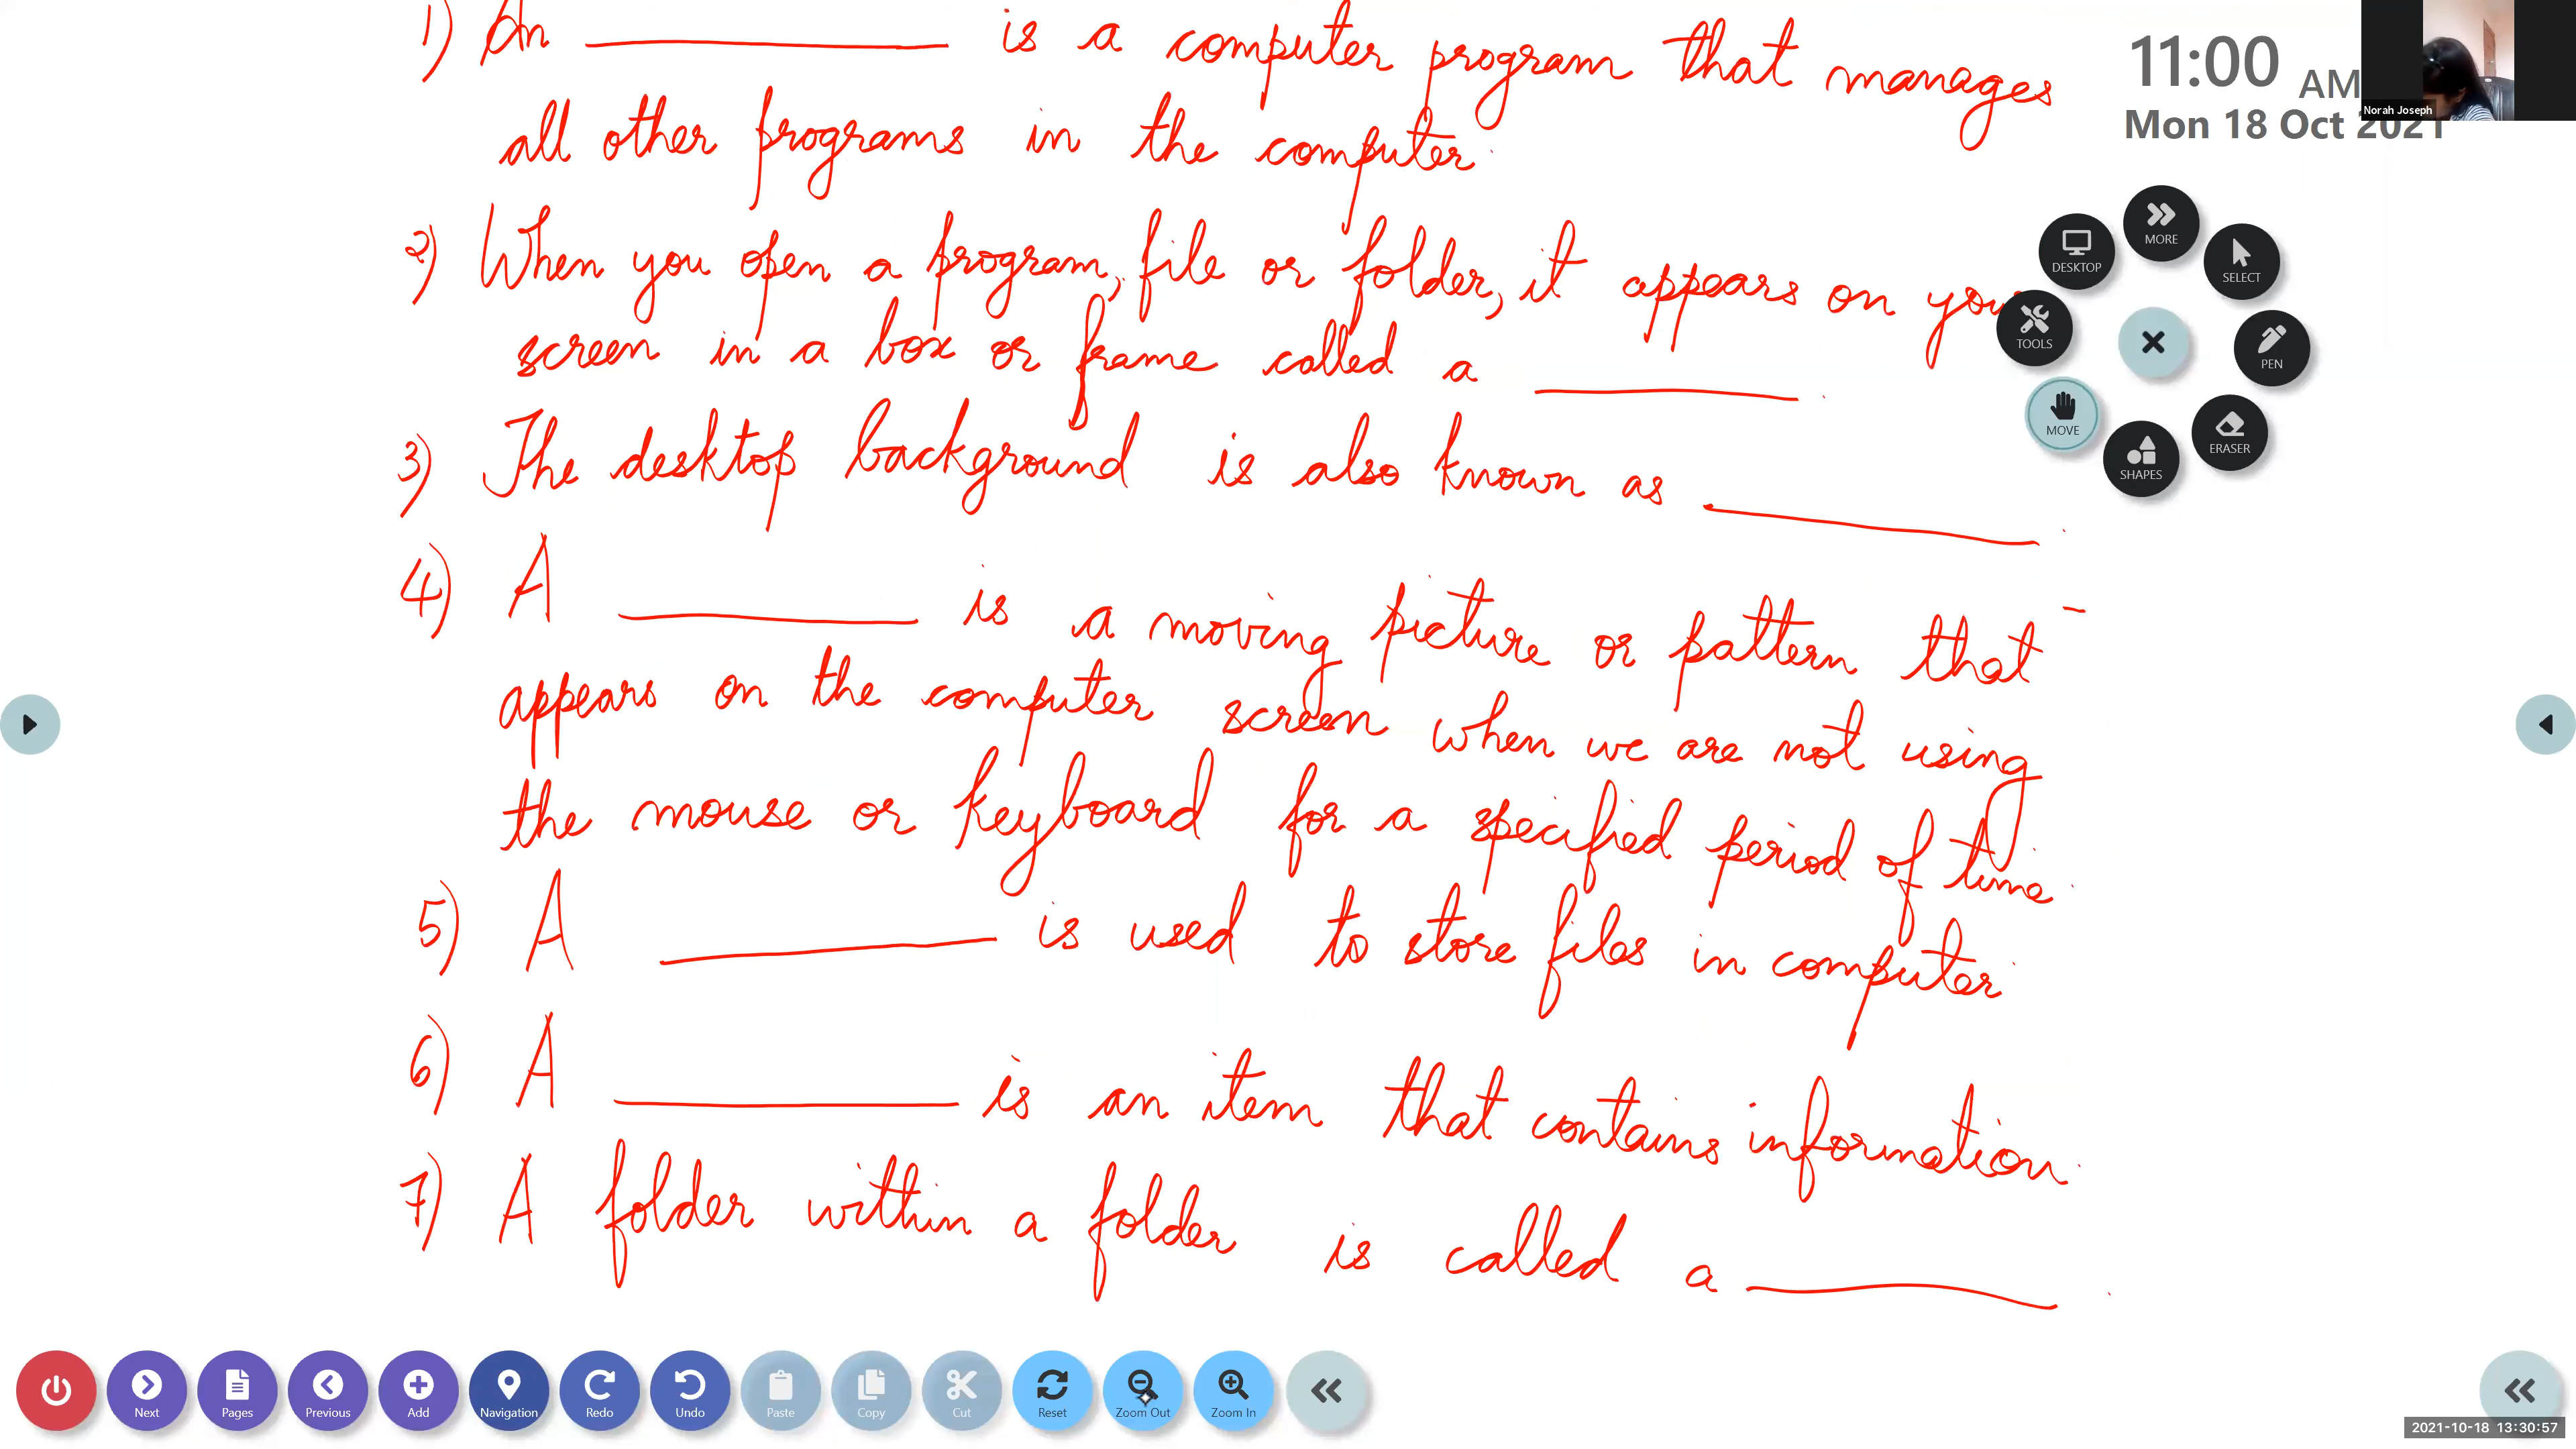 1) An ____________ is a computer program that manages
all other programs in the computer.
2) When you open a program, file or folder, it appears on you
screen in a box or frame called a __________.
3) The desktop background is also known as ____________.
4) A ___________ is a moving picture or pattern that
appears on the computer screen when we are not using
the mouse or keyboard for a specified period of time.
5) A ____________ is used to store files in computer.
6) A ____________ is an item that contains information.
7) A folder within a folder is called a ____________.
11:00 AM
Mon 18 Oct 2021
Norah Joseph
MORE
DESKTOP
SELECT
TOOLS
PEN
MOVE
ERASER
SHAPES
Next Pages Previous Add Navigation Redo Undo Paste Copy Cut Reset Zoom Out Zoom In
2021-10-18 13:30:57